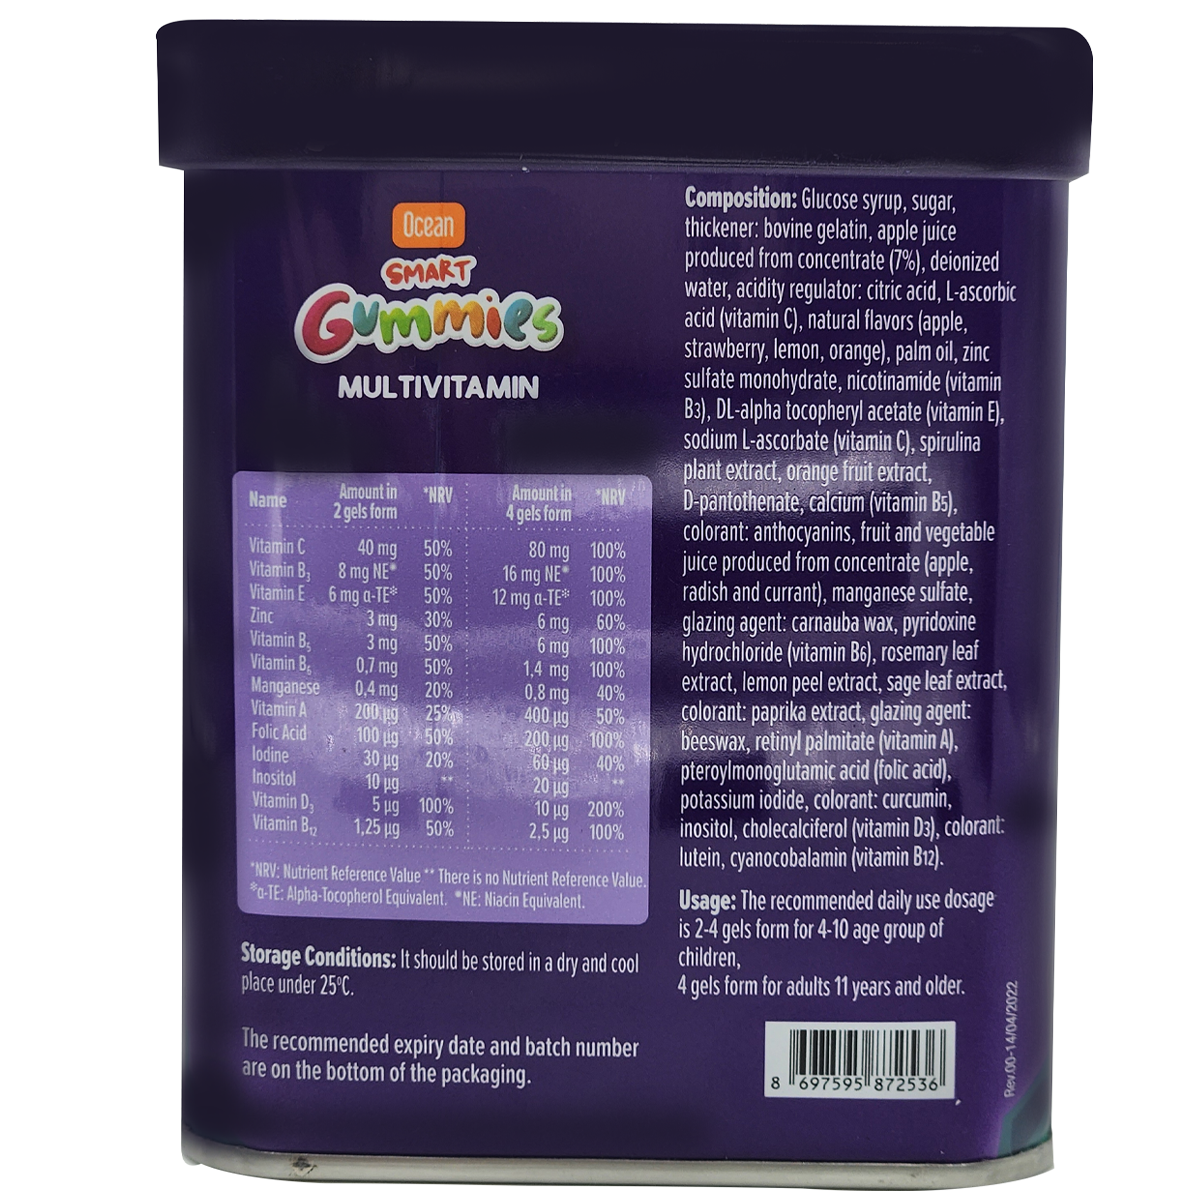 Ocean
SMART
Gummies
MULTIVITAMIN
Name Amount in 2 gels form *NRV Amount in 4 gels form *NRV
Vitamin C 40 mg 50% 80 mg 100%
Vitamin B3 8 mg NE* 50% 16 mg NE* 100%
Vitamin E 6 mg α-TE* 50% 12 mg α-TE* 100%
Zinc 3 mg 30% 6 mg 60%
Vitamin B5 3 mg 50% 6 mg 100%
Vitamin B6 0,7 mg 50% 1,4 mg 100%
Manganese 0,4 mg 20% 0,8 mg 40%
Vitamin A 200 µg 25% 400 µg 50%
Folic Acid 100 µg 50% 200 µg 100%
Iodine 30 µg 20% 60 µg 40%
Inositol 10 µg ** 20 µg **
Vitamin D3 5 µg 100% 10 µg 200%
Vitamin B12 1,25 µg 50% 2,5 µg 100%
*NRV: Nutrient Reference Value ** There is no Nutrient Reference Value.
*α-TE: Alpha-Tocopherol Equivalent. *NE: Niacin Equivalent.
Storage Conditions: It should be stored in a dry and cool
place under 25ºC.
The recommended expiry date and batch number
are on the bottom of the packaging.
Composition: Glucose syrup, sugar,
thickener: bovine gelatin, apple juice
produced from concentrate (7%), deionized
water, acidity regulator: citric acid, L-ascorbic
acid (vitamin C), natural flavors (apple,
strawberry, lemon, orange), palm oil, zinc
sulfate monohydrate, nicotinamide (vitamin
B3), DL-alpha tocopheryl acetate (vitamin E),
sodium L-ascorbate (vitamin C), spirulina
plant extract, orange fruit extract,
D-pantothenate, calcium (vitamin B5),
colorant: anthocyanins, fruit and vegetable
juice produced from concentrate (apple,
radish and currant), manganese sulfate,
glazing agent: carnauba wax, pyridoxine
hydrochloride (vitamin B6), rosemary leaf
extract, lemon peel extract, sage leaf extract,
colorant: paprika extract, glazing agent:
beeswax, retinyl palmitate (vitamin A),
pteroylmonoglutamic acid (folic acid),
potassium iodide, colorant: curcumin,
inositol, cholecalciferol (vitamin D3), colorant:
lutein, cyanocobalamin (vitamin B12).
Usage: The recommended daily use dosage
is 2-4 gels form for 4-10 age group of
children,
4 gels form for adults 11 years and older.
8 697595 872536
Rev.00-14/04/2022